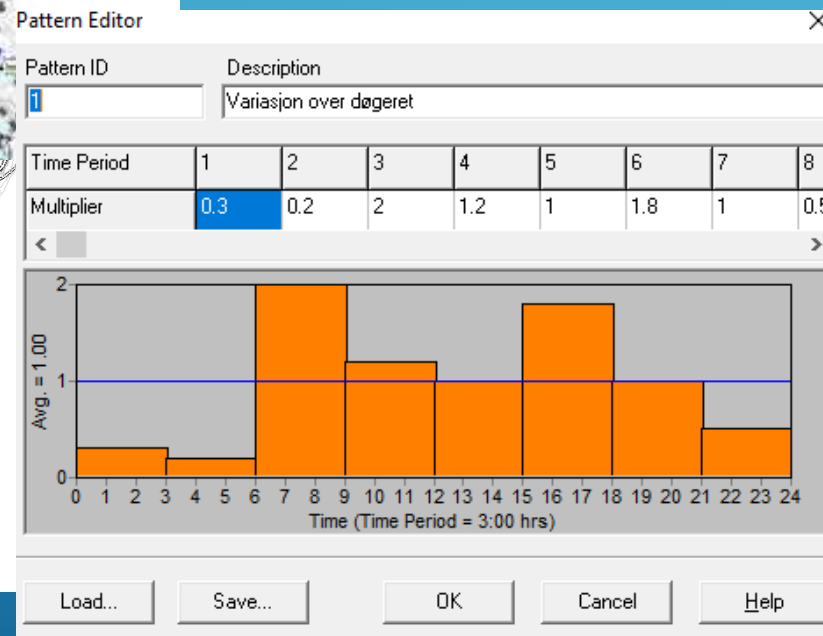 Pattern Editor
Pattern ID Description
1 Variasjon over døgeret
Time Period 1 2 3 4 5 6 7 8
Multiplier 0.3 0.2 2 1.2 1 1.8 1 0.5
2
1
0
Avg. = 1.00
0 1 2 3 4 5 6 7 8 9 10 11 12 13 14 15 16 17 18 19 20 21 22 23 24
Time (Time Period = 3:00 hrs)
Load... Save... OK Cancel Help